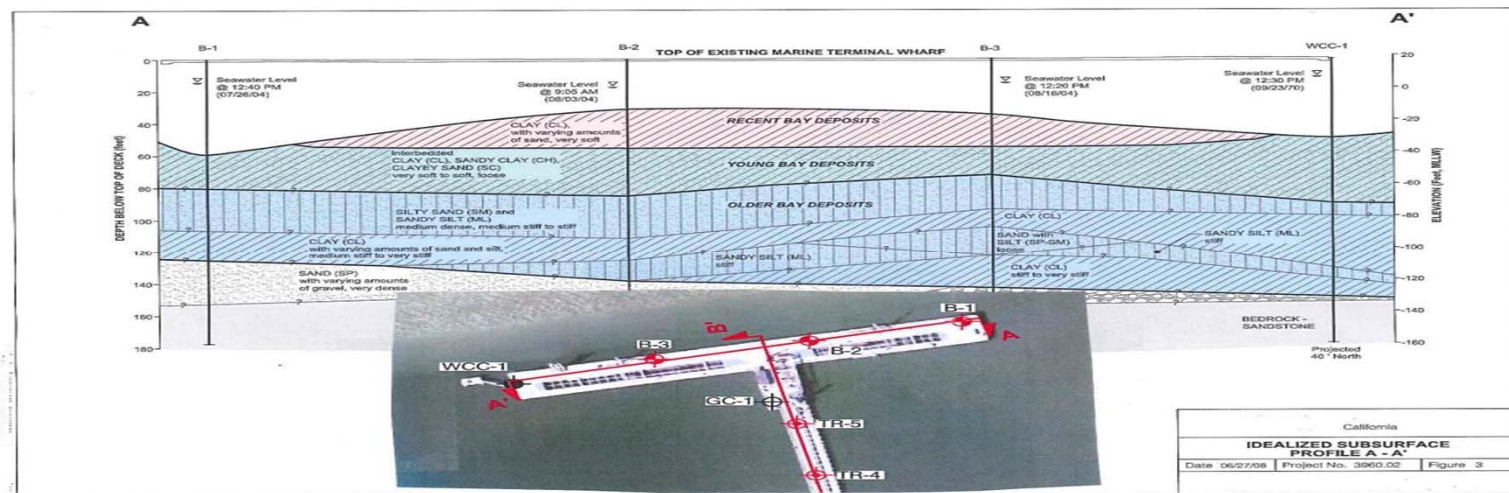 A
A'
B-1
B-2
TOP OF EXISTING MARINE TERMINAL WHARF
B-3
WCC-1
Seawater Level
@ 12:40 PM
(07/26/04)
Seawater Level
@ 9:05 AM
(08/03/04)
Seawater Level
@ 12:20 PM
(08/16/04)
Seawater Level
@ 12:30 PM
(09/23/70)
DEPTH BELOW TOP OF DECK (feet)
0
20
40
60
80
100
120
140
160
180
20
0
-20
-40
-60
-80
-100
-120
-140
-160
ELEVATION (Feet, MLLW)
CLAY (CL),
with varying amounts
of sand, very soft
RECENT BAY DEPOSITS
Interbedded
CLAY (CL), SANDY CLAY (CH),
CLAYEY SAND (SC)
very soft to soft, loose
YOUNG BAY DEPOSITS
OLDER BAY DEPOSITS
SILTY SAND (SM) and
SANDY SILT (ML)
medium dense, medium stiff to stiff
CLAY (CL)
with varying amounts of sand and silt,
medium stiff to very stiff
SAND (SP)
with varying amounts
of gravel, very dense
SANDY SILT (ML)
stiff
CLAY (CL)
SAND with
SILT (SP-SM)
loose
CLAY (CL)
stiff to very stiff
SANDY SILT (ML)
stiff
BEDROCK -
SANDSTONE
Projected
40 ' North
B-1
A
B'
B-2
B-3
WCC-1
A'
GC-1
TR-5
TR-4
California
IDEALIZED SUBSURFACE
PROFILE A - A'
Date 06/27/08 Project No. 3960.02 Figure 3